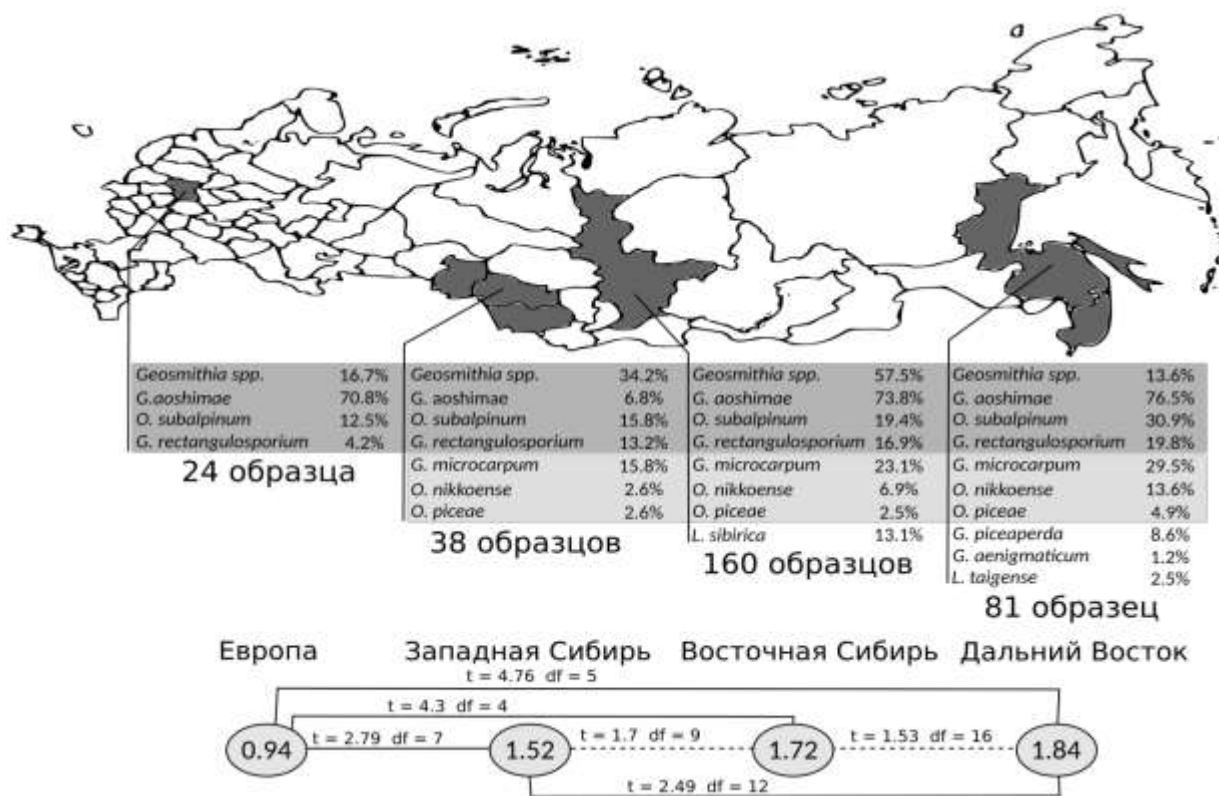 Geosmithia spp. 16.7%
G.aoshimae 70.8%
O. subalpinum 12.5%
G. rectangulosporium 4.2%
24 образца
Geosmithia spp. 34.2%
G. aoshimae 6.8%
O. subalpinum 15.8%
G. rectangulosporium 13.2%
G. microcarpum 15.8%
O. nikkoense 2.6%
O. piceae 2.6%
38 образцов
Geosmithia spp. 57.5%
G. aoshimae 73.8%
O. subalpinum 19.4%
G. rectangulosporium 16.9%
G. microcarpum 23.1%
O. nikkoense 6.9%
O. piceae 2.5%
L. sibirica 13.1%
160 образцов
Geosmithia spp. 13.6%
G. aoshimae 76.5%
O. subalpinum 30.9%
G. rectangulosporium 19.8%
G. microcarpum 29.5%
O. nikkoense 13.6%
O. piceae 4.9%
G. piceaperda 8.6%
G. aenigmaticum 1.2%
L. taigense 2.5%
81 образец
Европа Западная Сибирь Восточная Сибирь Дальний Восток
t = 4.76 df = 5
t = 4.3 df = 4
0.94 t = 2.79 df = 7 1.52 t = 1.7 df = 9 1.72 t = 1.53 df = 16 1.84
t = 2.49 df = 12